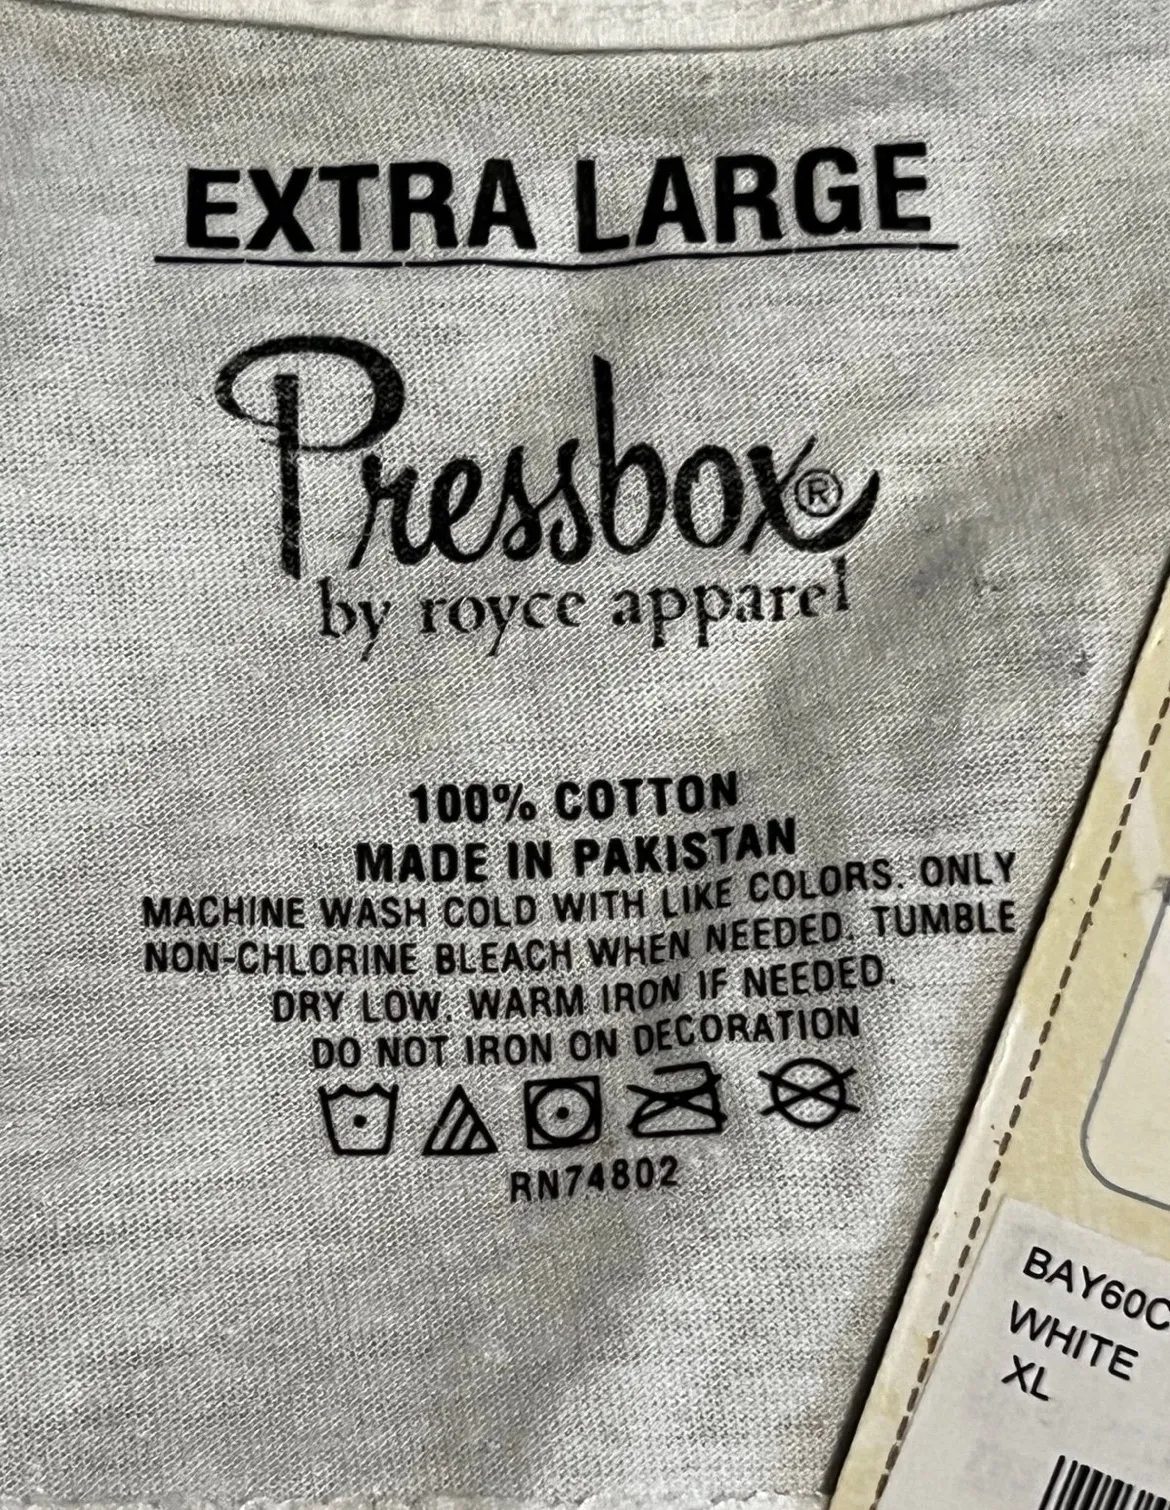 EXTRA LARGE
Pressbox®
by royce apparel
100% COTTON
MADE IN PAKISTAN
MACHINE WASH COLD WITH LIKE COLORS. ONLY
NON-CHLORINE BLEACH WHEN NEEDED. TUMBLE
DRY LOW. WARM IRON IF NEEDED.
DO NOT IRON ON DECORATION
RN74802
BAY60C
WHITE
XL